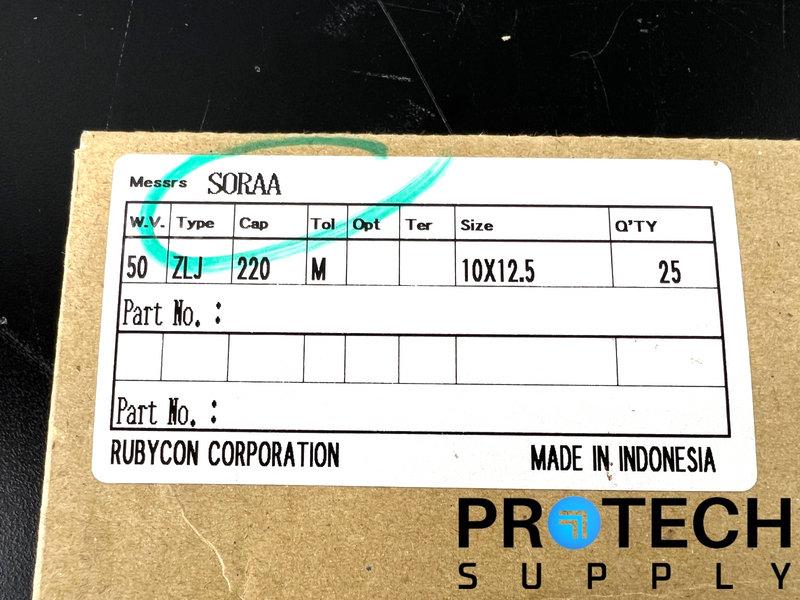 Messrs SORAA
W.V. Type Cap Tol Opt Ter Size Q'TY
50 ZLJ 220 M 10X12.5 25
Part No. :
Part No. :
RUBYCON CORPORATION MADE IN INDONESIA
PROTECH
SUPPLY